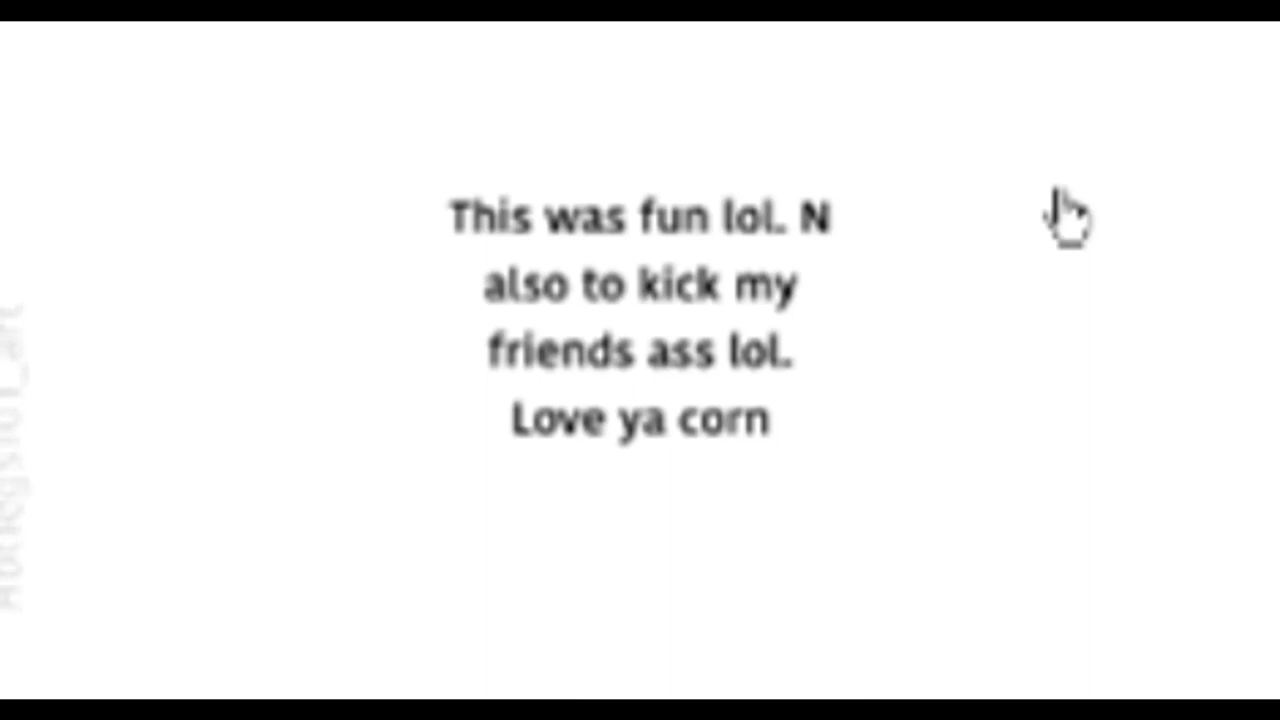 This was fun lol. N
also to kick my
friends ass lol.
Love ya corn